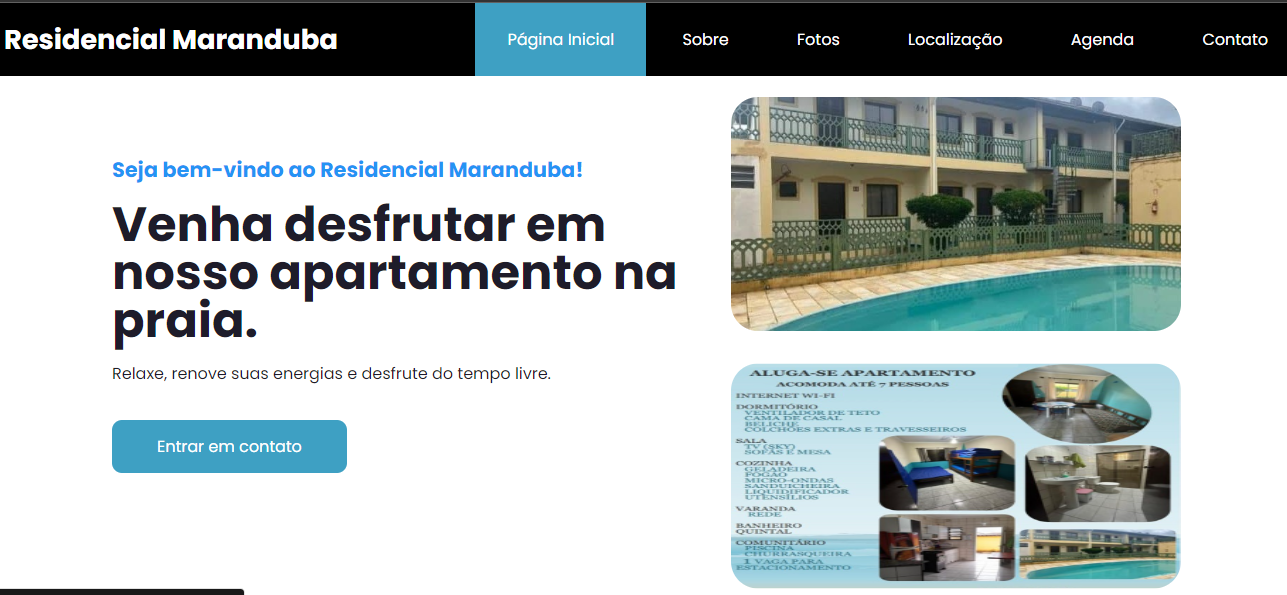 Residencial Maranduba
Página Inicial
Sobre
Fotos
Localização
Agenda
Contato
Seja bem-vindo ao Residencial Maranduba!
Venha desfrutar em
nosso apartamento na
praia.
Relaxe, renove suas energias e desfrute do tempo livre.
Entrar em contato
ALUGA-SE APARTAMENTO
ACOMODA ATÉ 7 PESSOAS
INTERNET WI-FI
DORMITÓRIO
VENTILADOR DE TETO
CAMA DE CASAL
BELICHE
COLCHÕES EXTRAS E TRAVESSEIROS
SALA
TV (SKY)
SOFÁS E MESA
COZINHA
GELADEIRA
FOGÃO
MICRO-ONDAS
SANDUICHEIRA
LIQUIDIFICADOR
UTENSÍLIOS
VARANDA
REDE
BANHEIRO
QUINTAL
COMUNITÁRIO
PISCINA
CHURRASQUEIRA
1 VAGA PARA
ESTACIONAMENTO